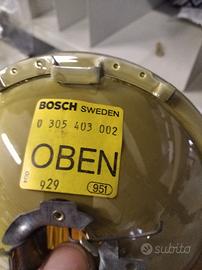 BOSCH SWEDEN
0 305 403 002
OBEN
929 951
subito